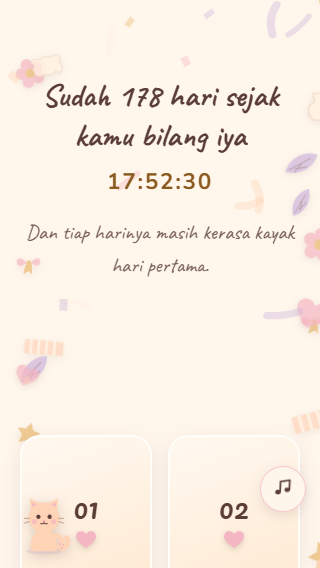 Sudah 178 hari sejak
kamu bilang iya
17:52:30
Dan tiap harinya masih kerasa kayak
hari pertama.
01
02